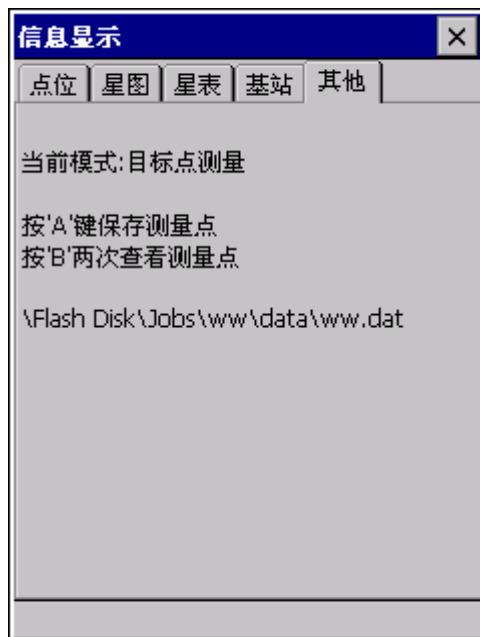 信息显示
点位 星图 星表 基站 其他
当前模式:目标点测量
按'A'键保存测量点
按'B'两次查看测量点
\Flash Disk\Jobs\ww\data\ww.dat